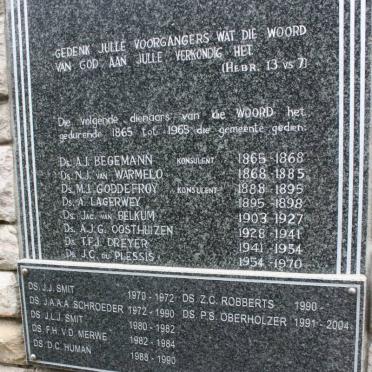 GEDENK JULLE VOORGANGERS WAT DIE WOORD
VAN GOD AAN JULLE VERKONDIG HET
(HEBR. 13 vs 7)
Die volgende dienaars van die WOORD het
gedurende 1865 tot 1965 die gemeente gedien:
Ds. A.J. BEGEMANN KONSULENT 1865-1868
Ds. N.J. VAN WARMELO 1868-1885
Ds. M.J. GODDEFROY KONSULENT 1888-1895
Ds. A. LAGERWEY 1895-1898
Ds. JAC. VAN BELKUM 1903-1927
Ds. A.J.G. OOSTHUIZEN 1928-1941
Ds. T.F.J. DREYER 1941-1954
Ds. J.C. DU PLESSIS 1954-1970
DS. J.J. SMIT 1970 - 1972 DS. Z.C. ROBBERTS 1990 -
DS. J.A.A.A SCHROEDER 1972 - 1990 DS. P.S. OBERHOLZER 1991 - 2004
DS. J.L.J. SMIT 1980 - 1982
DS. F.H. V.D. MERWE 1982 - 1984
DS. D.C. HUMAN 1988 - 1990